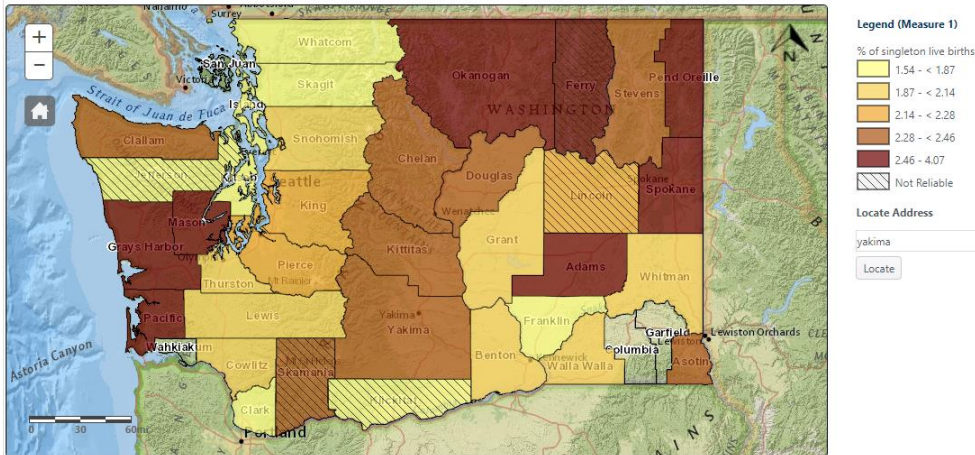 Surrey
Whatcom
San Juan
Skagit
Okanogan
Ferry
Pend Oreille
Stevens
WASHINGTON
Strait of Juan de Fuca
Snohomish
Clallam
Chelan
Douglas
Jefferson
Seattle
King
Wenatchee
Lincoln
Spokane
Spokane
Mason
Grays Harbor
Kittitas
Grant
Pierce
Mt Rainier
Adams
Thurston
Whitman
Lewis
Yakima
Yakima
Pacific
Franklin
Garfield
Lewiston Orchards
Wahkiak
um
Columbia
Lewiston
Astoria Canyon
Cowlitz
Skamania
Benton
Kennewick
Walla Walla
Asotin
Klickitat
Clark
Portland
0 30 60mi
+
−
N
Legend (Measure 1)
% of singleton live births
1.54 - < 1.87
1.87 - < 2.14
2.14 - < 2.28
2.28 - < 2.46
2.46 - 4.07
Not Reliable
Locate Address
yakima
Locate